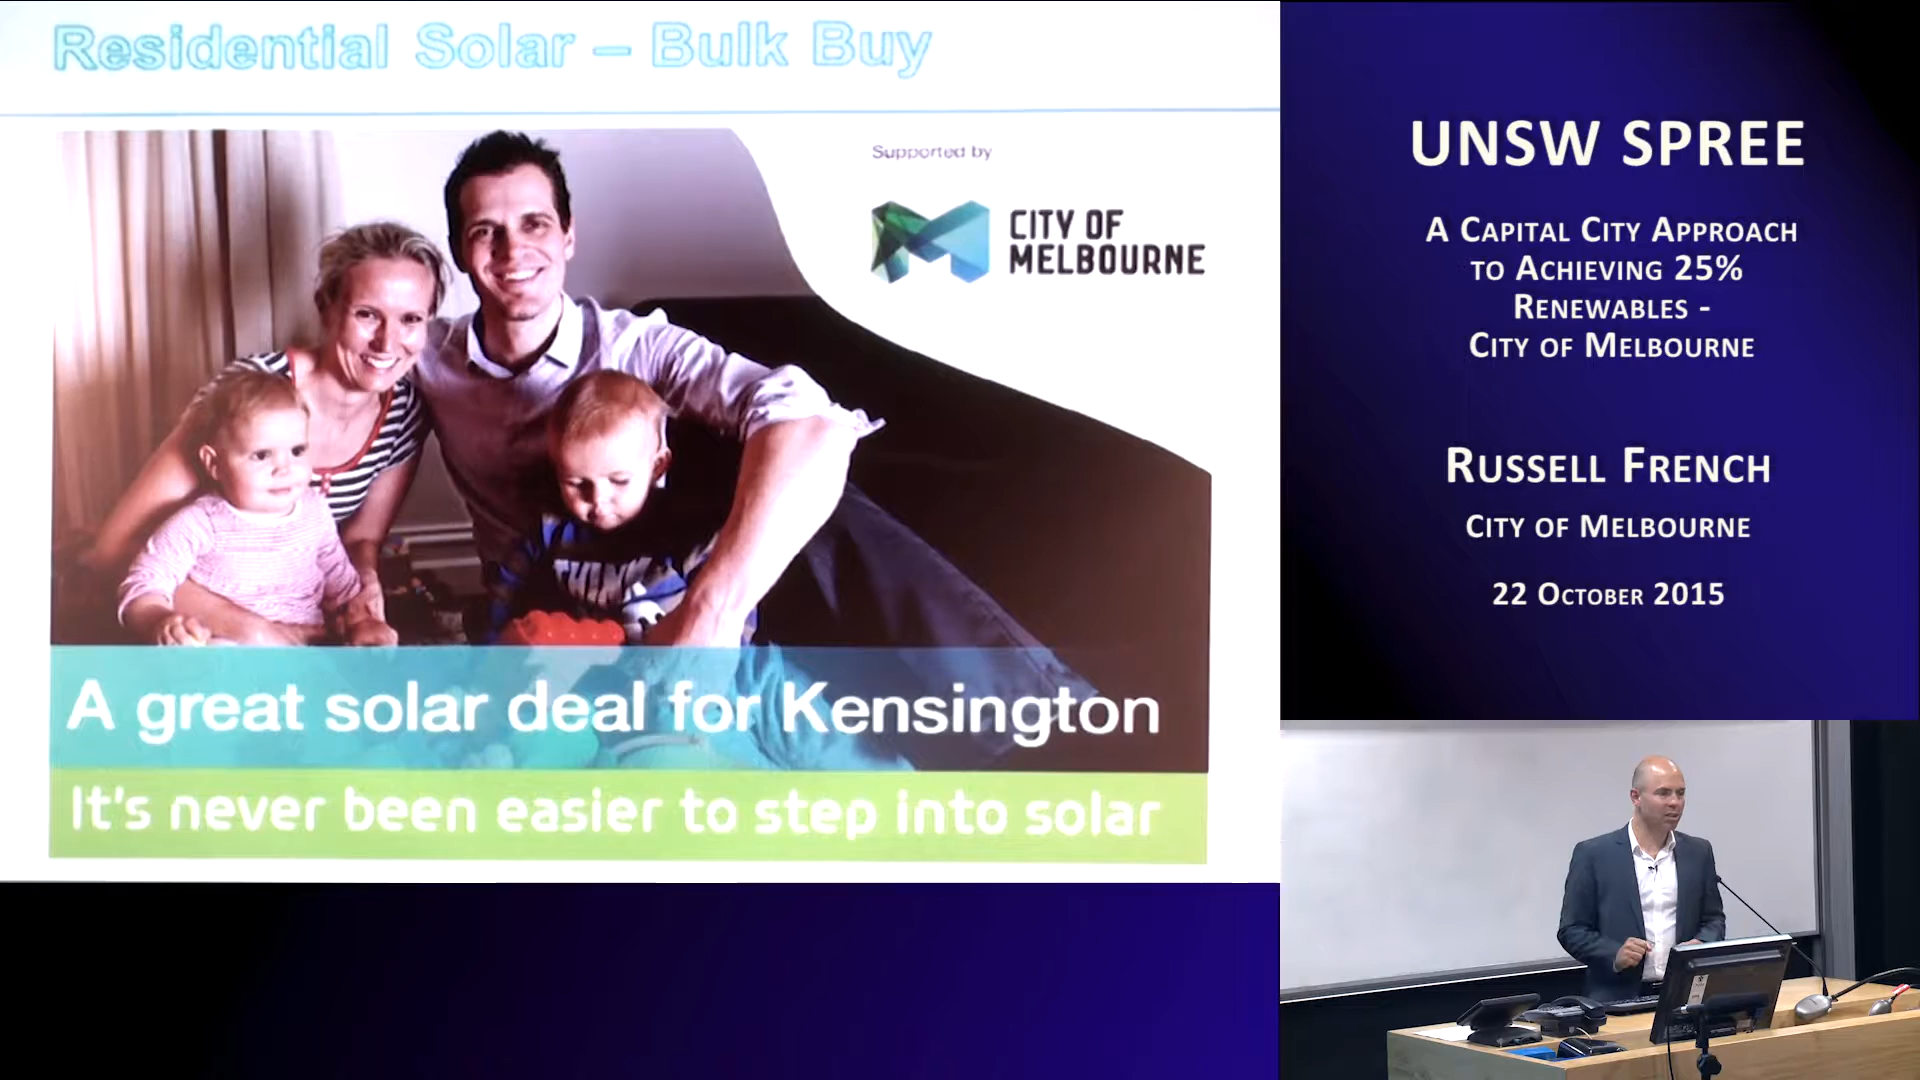 Residential Solar – Bulk Buy
Supported by
CITY OF
MELBOURNE
THINK
A great solar deal for Kensington
It's never been easier to step into solar
UNSW SPREE
A Capital City Approach
to Achieving 25%
Renewables -
City of Melbourne
Russell French
City of Melbourne
22 October 2015